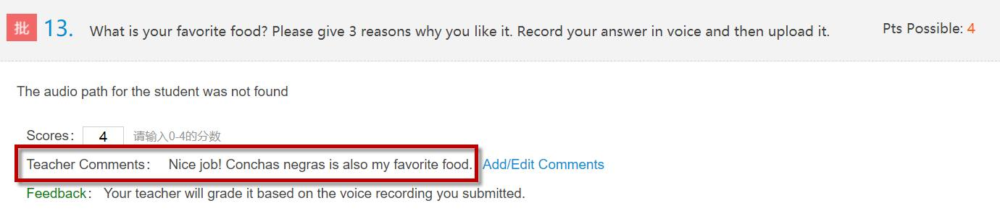 批 13. What is your favorite food? Please give 3 reasons why you like it. Record your answer in voice and then upload it. Pts Possible: 4
The audio path for the student was not found
Scores: 4 请输入0-4的分数
Teacher Comments: Nice job! Conchas negras is also my favorite food. Add/Edit Comments
Feedback: Your teacher will grade it based on the voice recording you submitted.